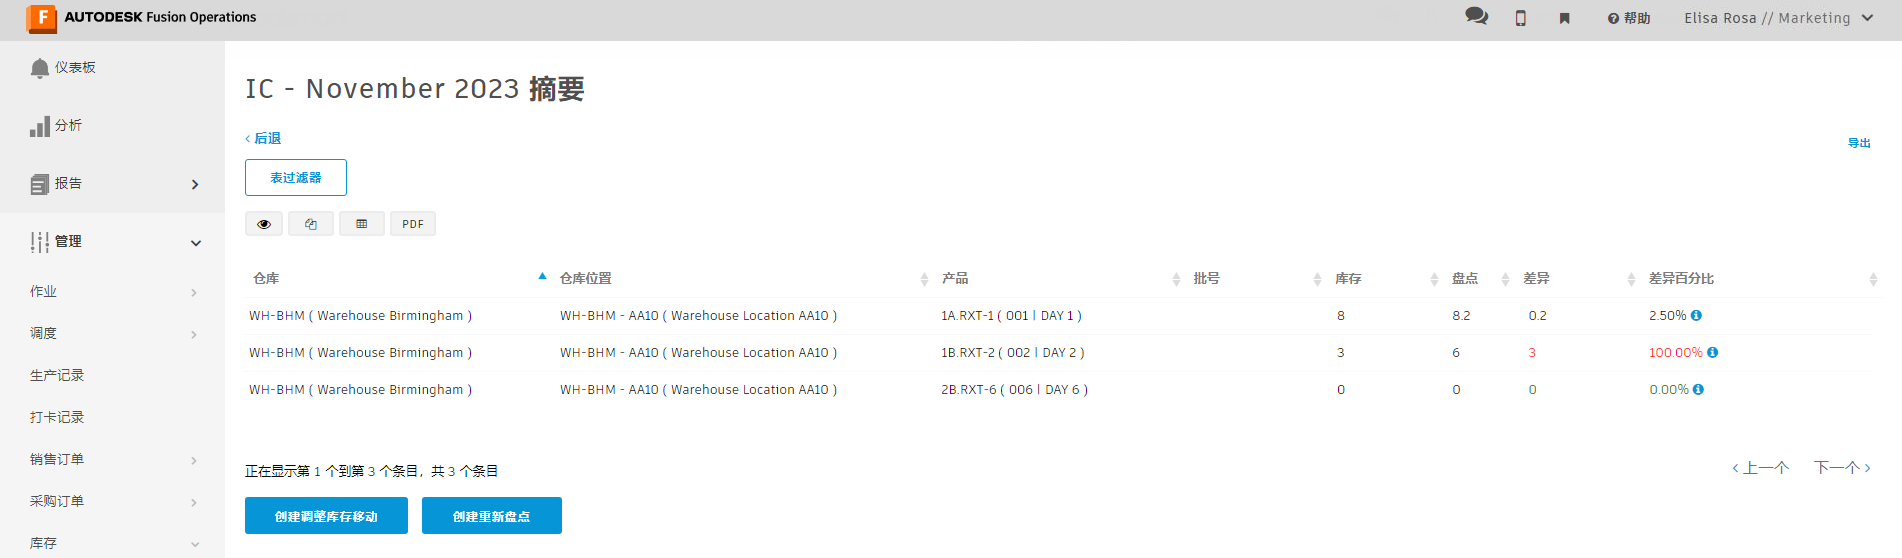 AUTODESK Fusion Operations
帮助
Elisa Rosa // Marketing
仪表板
分析
报告
管理
作业
调度
生产记录
打卡记录
销售订单
采购订单
库存
IC - November 2023 摘要
后退
导出
表过滤器
PDF
仓库 仓库位置 产品 批号 库存 盘点 差异 差异百分比
WH-BHM ( Warehouse Birmingham ) WH-BHM - AA10 ( Warehouse Location AA10 ) 1A.RXT-1 ( 001 | DAY 1 ) 8 8.2 0.2 2.50%
WH-BHM ( Warehouse Birmingham ) WH-BHM - AA10 ( Warehouse Location AA10 ) 1B.RXT-2 ( 002 | DAY 2 ) 3 6 3 100.00%
WH-BHM ( Warehouse Birmingham ) WH-BHM - AA10 ( Warehouse Location AA10 ) 2B.RXT-6 ( 006 | DAY 6 ) 0 0 0 0.00%
正在显示第 1 个到第 3 个条目，共 3 个条目
上一个 下一个
创建调整库存移动 创建重新盘点